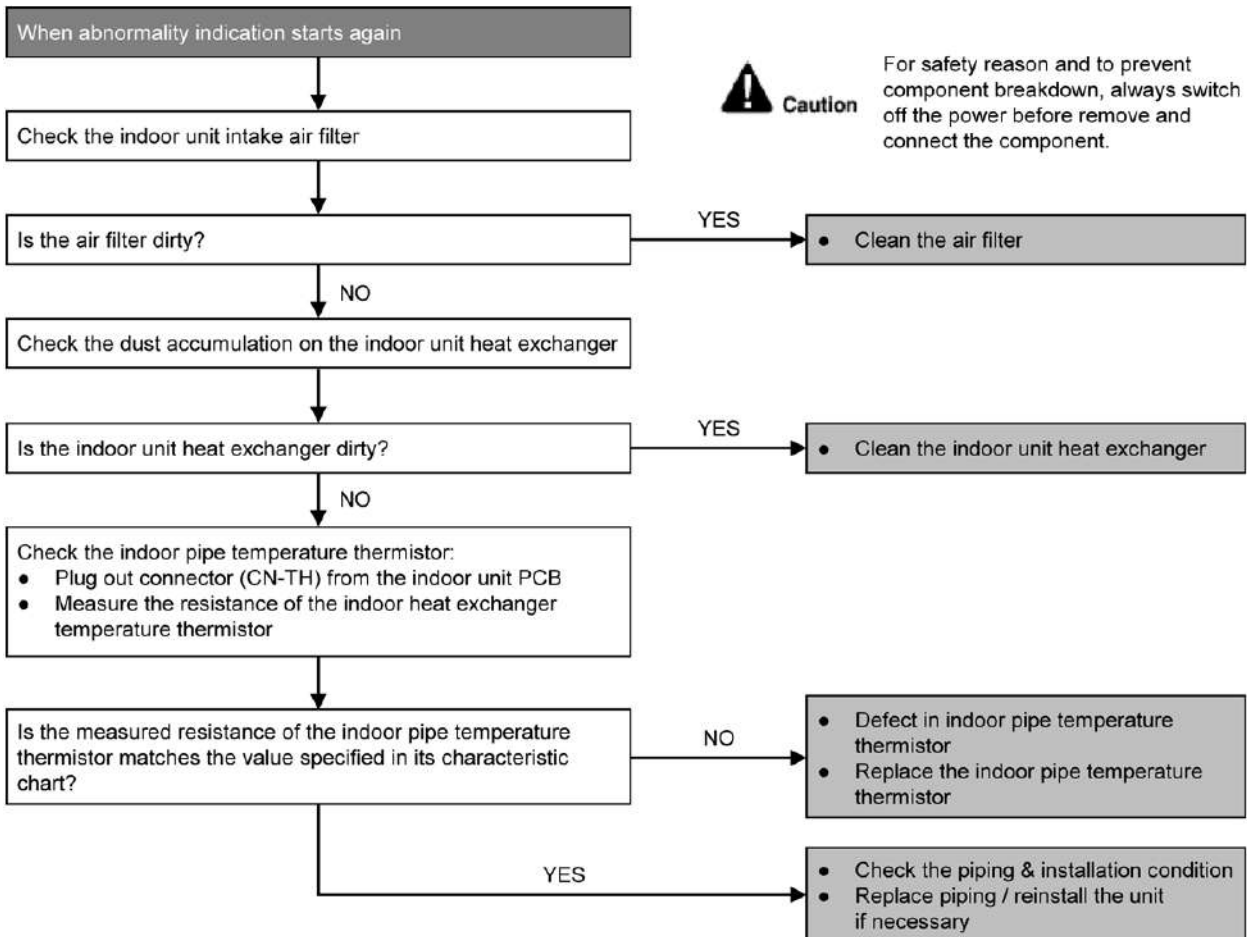 When abnormality indication starts again
For safety reason and to prevent
component breakdown, always switch
off the power before remove and
connect the component.
Caution
Check the indoor unit intake air filter
Is the air filter dirty?
YES
● Clean the air filter
NO
Check the dust accumulation on the indoor unit heat exchanger
Is the indoor unit heat exchanger dirty?
YES
● Clean the indoor unit heat exchanger
NO
Check the indoor pipe temperature thermistor:
● Plug out connector (CN-TH) from the indoor unit PCB
● Measure the resistance of the indoor heat exchanger
temperature thermistor
Is the measured resistance of the indoor pipe temperature
thermistor matches the value specified in its characteristic
chart?
NO
● Defect in indoor pipe temperature
thermistor
● Replace the indoor pipe temperature
thermistor
YES
● Check the piping & installation condition
● Replace piping / reinstall the unit
if necessary